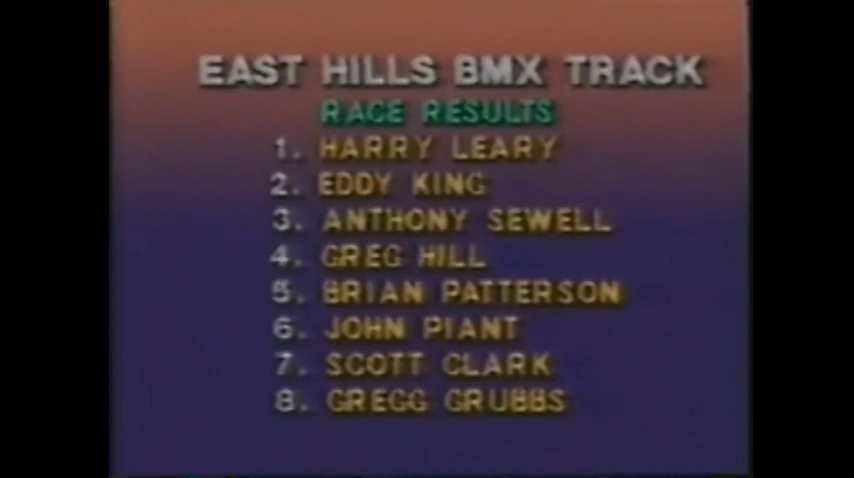 EAST HILLS BMX TRACK
RACE RESULTS
1. HARRY LEARY
2. EDDY KING
3. ANTHONY SEWELL
4. GREG HILL
5. BRIAN PATTERSON
6. JOHN PIANT
7. SCOTT CLARK
8. GREGG GRUBBS